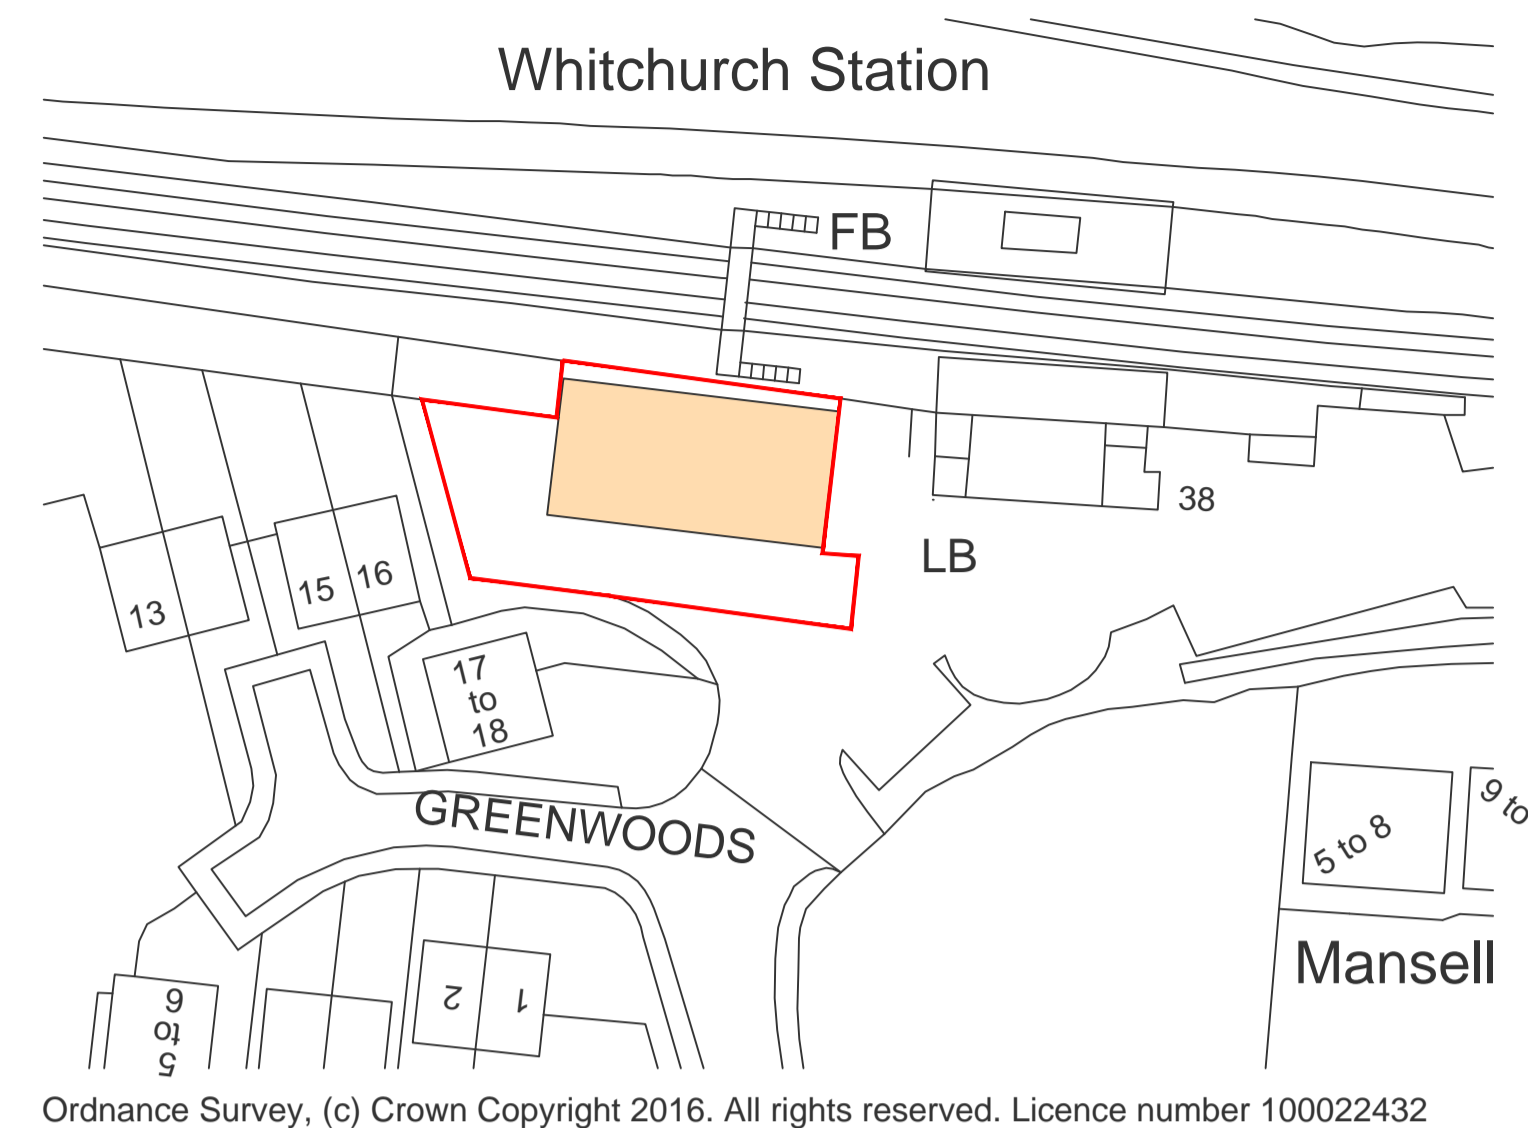 Whitchurch Station
FB
38
LB
15
16
13
17
to
18
GREENWOODS
5 to 8
9 to
Mansell
2
1
6
to
5
Ordnance Survey, (c) Crown Copyright 2016. All rights reserved. Licence number 100022432